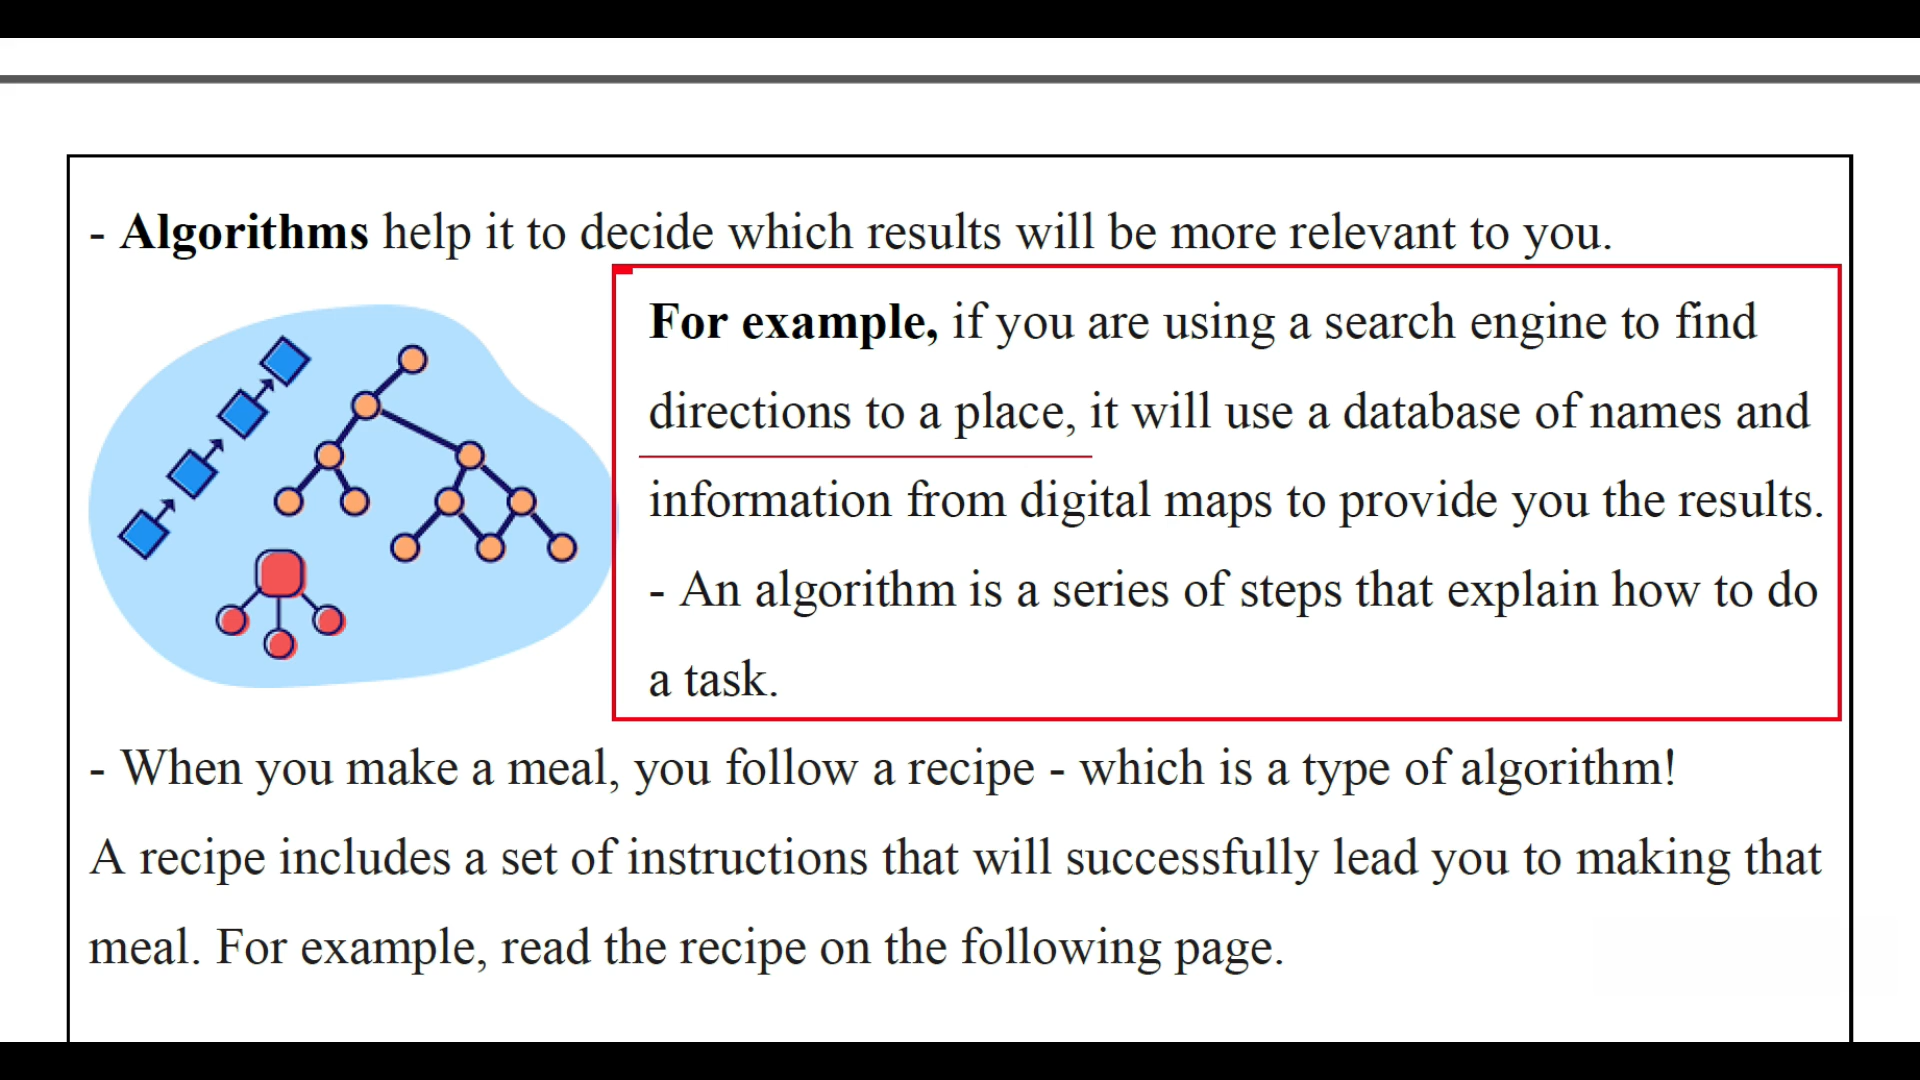 - Algorithms help it to decide which results will be more relevant to you.
For example, if you are using a search engine to find
directions to a place, it will use a database of names and
information from digital maps to provide you the results.
- An algorithm is a series of steps that explain how to do
a task.
- When you make a meal, you follow a recipe - which is a type of algorithm!
A recipe includes a set of instructions that will successfully lead you to making that
meal. For example, read the recipe on the following page.